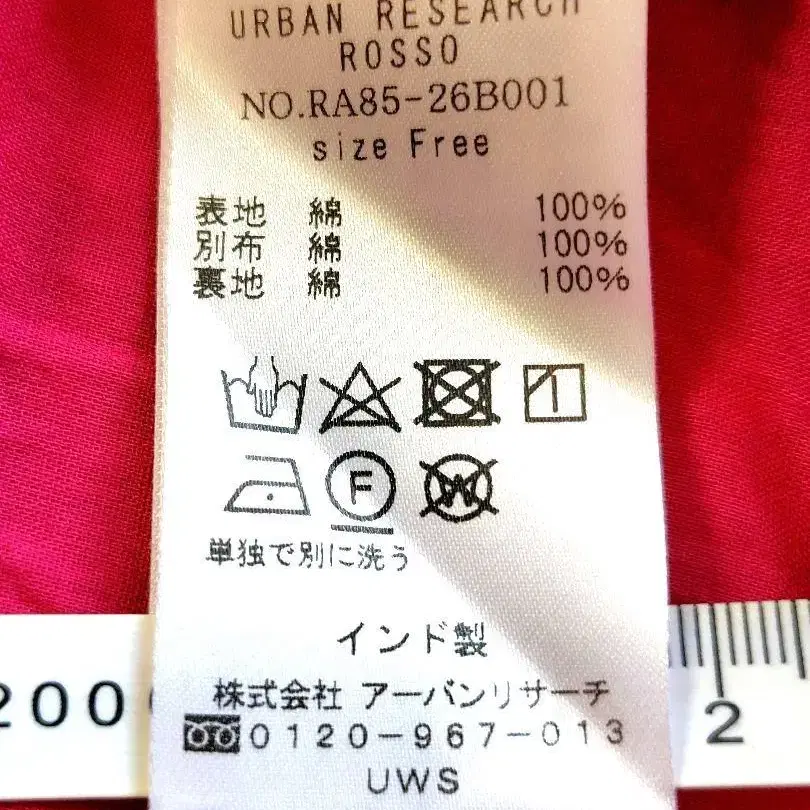 URBAN RESEARCH
ROSSO
NO.RA85-26B001
size Free
表地 綿 100%
別布 綿 100%
裏地 綿 100%
F W
単独で別に洗う
インド製
株式会社 アーバンリサーチ
0120-967-013
UWS
200
2